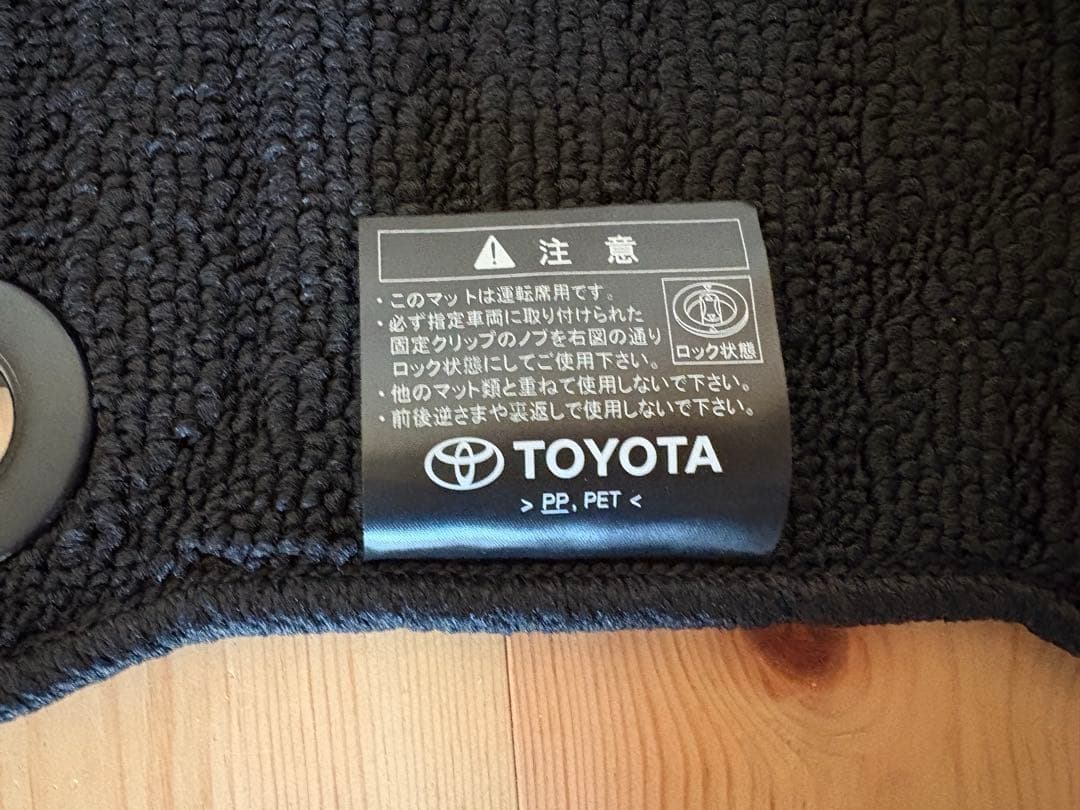 ⚠ 注意
・このマットは運転席用です。
・必ず指定車両に取り付けられた
固定クリップのノブを右図の通り
ロック状態にしてご使用下さい。
ロック状態
・他のマット類と重ねて使用しないで下さい。
・前後逆さまや裏返しで使用しないで下さい。
TOYOTA
> PP, PET <